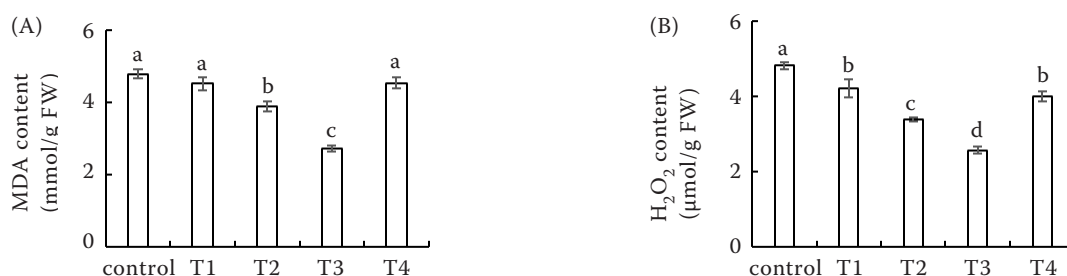 (A)
MDA content
(mmol/g FW)
6
4
2
0
a
a
b
c
a
control T1 T2 T3 T4
(B)
H₂O₂ content
(µmol/g FW)
6
4
2
0
a
b
c
d
b
control T1 T2 T3 T4